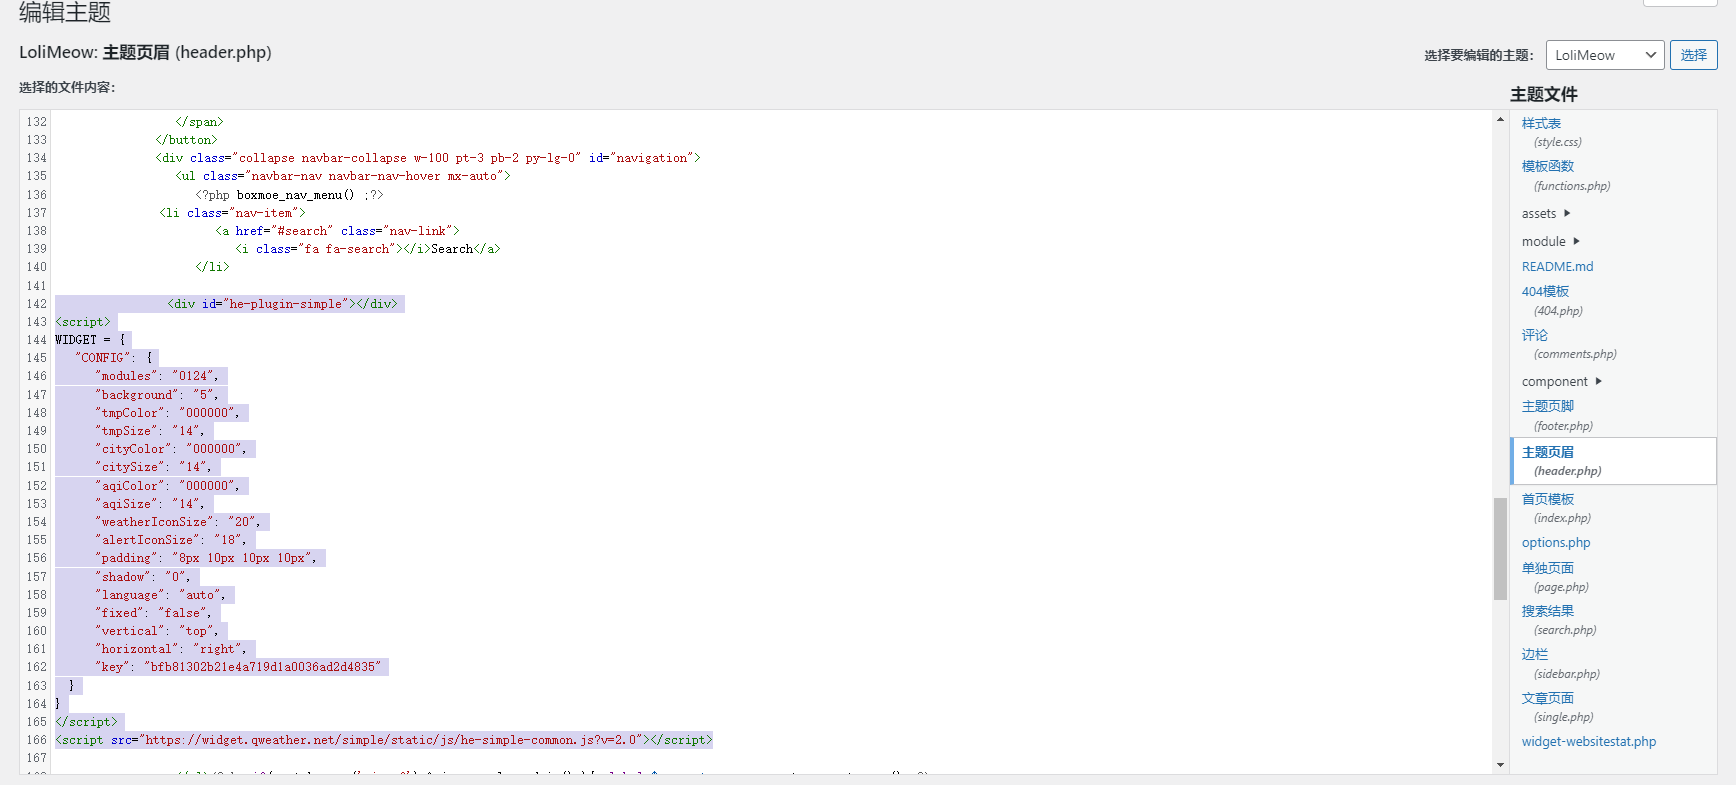 编辑主题
LoliMeow: 主题页眉 (header.php)
选择要编辑的主题：
LoliMeow
选择
选择的文件内容：
132 </span>
133 </button>
134 <div class="collapse navbar-collapse w-100 pt-3 pb-2 py-lg-0" id="navigation">
135 <ul class="navbar-nav navbar-nav-hover mx-auto">
136 <?php boxmoe_nav_menu() ;?>
137 <li class="nav-item">
138 <a href="#search" class="nav-link">
139 <i class="fa fa-search"></i>Search</a>
140 </li>
141
142 <div id="he-plugin-simple"></div>
143 <script>
144 WIDGET = {
145 "CONFIG": {
146 "modules": "0124",
147 "background": "5",
148 "tmpColor": "000000",
149 "tmpSize": "14",
150 "cityColor": "000000",
151 "citySize": "14",
152 "aqiColor": "000000",
153 "aqiSize": "14",
154 "weatherIconSize": "20",
155 "alertIconSize": "18",
156 "padding": "8px 10px 10px 10px",
157 "shadow": "0",
158 "language": "auto",
159 "fixed": "false",
160 "vertical": "top",
161 "horizontal": "right",
162 "key": "bfb81302b21e4a719d1a0036ad2d4835"
163 }
164 }
165 </script>
166 <script src="https://widget.qweather.net/simple/static/js/he-simple-common.js?v=2.0"></script>
167
主题文件
样式表
(style.css)
模板函数
(functions.php)
assets
module
README.md
404模板
(404.php)
评论
(comments.php)
component
主题页脚
(footer.php)
主题页眉
(header.php)
首页模板
(index.php)
options.php
单独页面
(page.php)
搜索结果
(search.php)
边栏
(sidebar.php)
文章页面
(single.php)
widget-websitestat.php